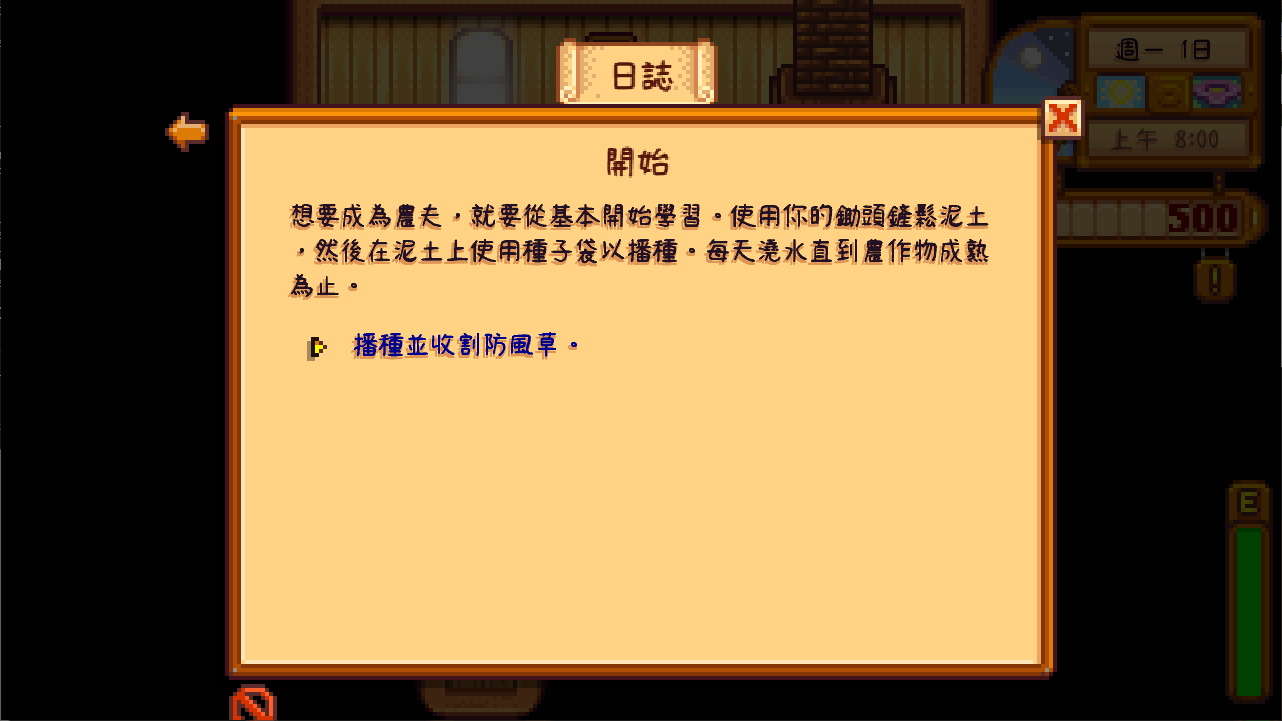 日誌
週一 1日
上午 8:00
500
開始
想要成為農夫，就要從基本開始學習。使用你的鋤頭鏟鬆泥土
，然後在泥土上使用種子袋以播種。每天澆水直到農作物成熟
為止。
播種並收割防風草。
E